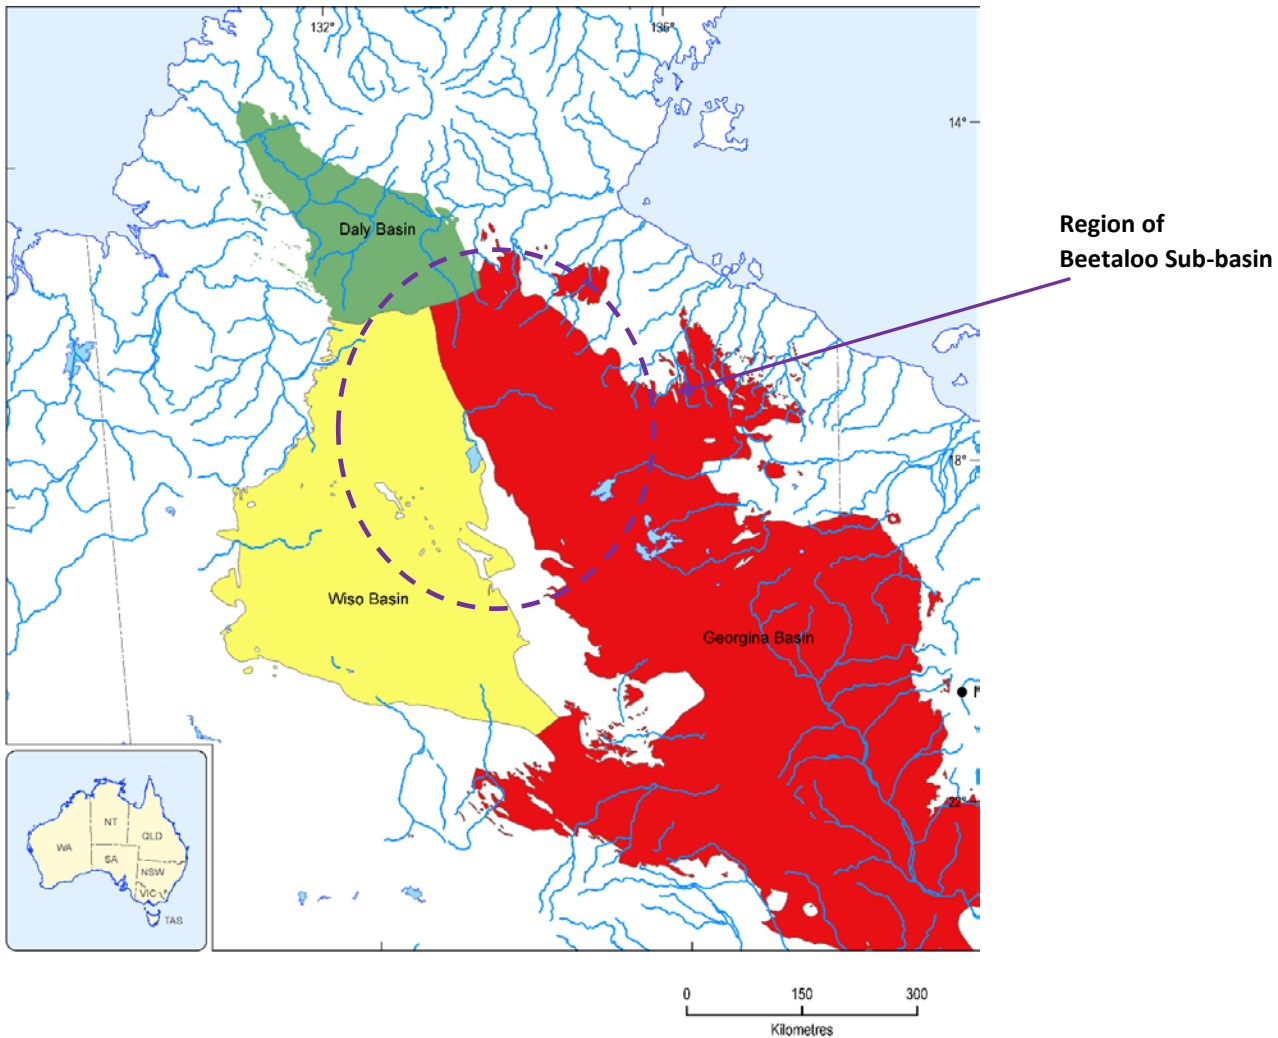 132°
136°
14°
Region of
Beetaloo Sub-basin
Daly Basin
18°
Wiso Basin
Georgina Basin
22°
NT
QLD
WA
SA
NSW
VIC
TAS
0 150 300
Kilometres